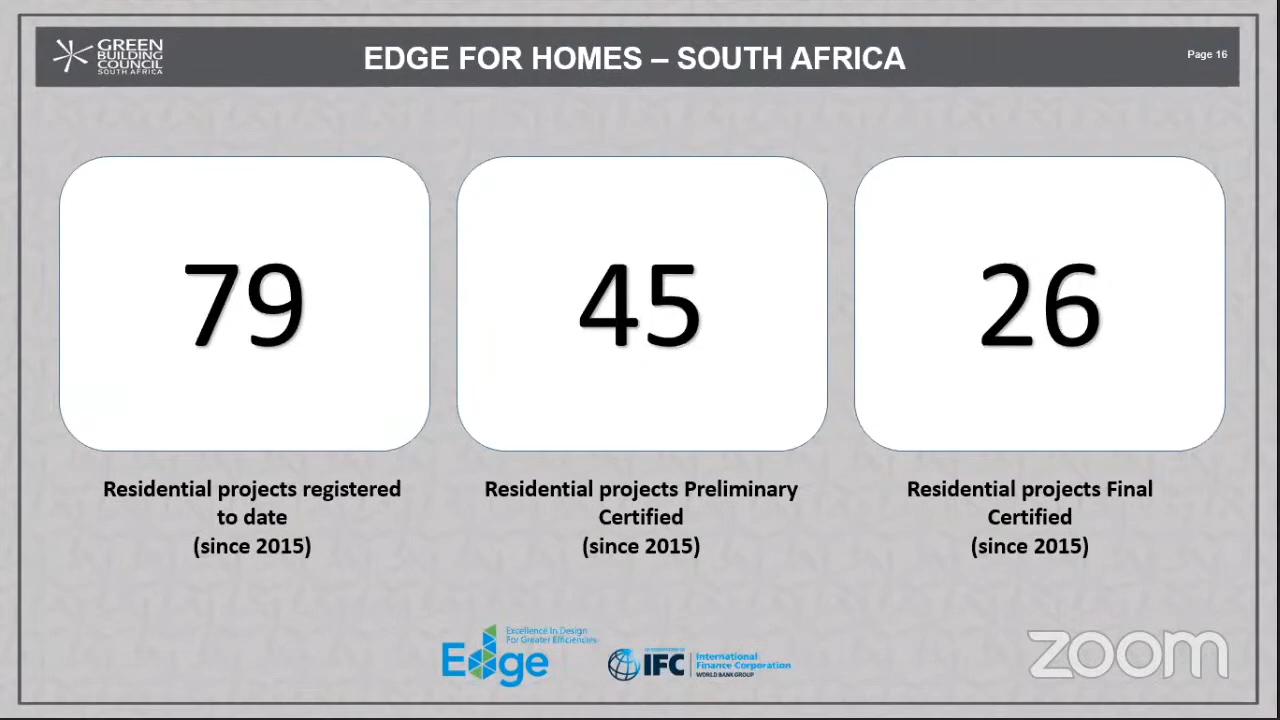 GREEN
BUILDING
COUNCIL
SOUTH AFRICA
EDGE FOR HOMES – SOUTH AFRICA
Page 16
79
45
26
Residential projects registered
to date
(since 2015)
Residential projects Preliminary
Certified
(since 2015)
Residential projects Final
Certified
(since 2015)
Edge
Excellence In Design
For Greater Efficiencies
IFC
International
Finance Corporation
WORLD BANK GROUP
zoom